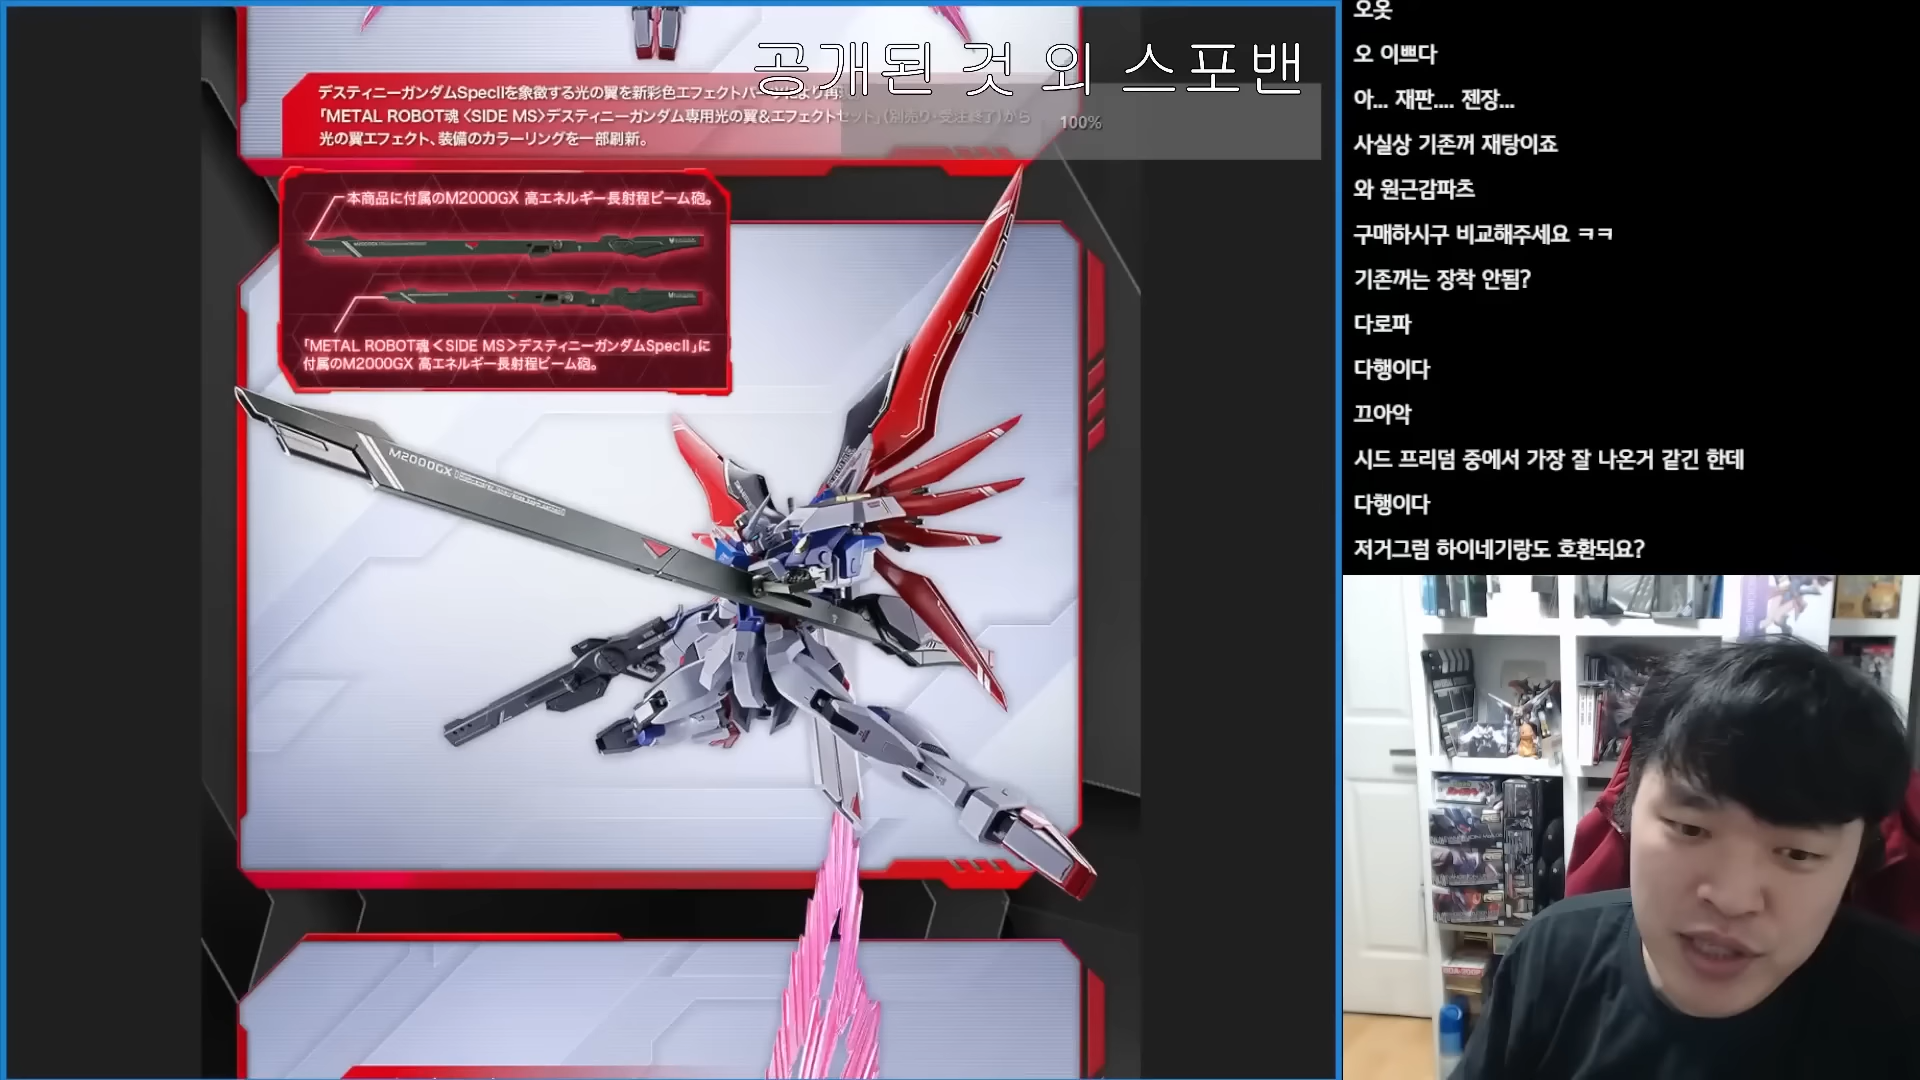 공개된 것 외 스포밴
100%
デスティニーガンダムSpecIIを象徴する光の翼を新彩色エフェクトパーツにより再
「METAL ROBOT魂〈SIDE MS〉デスティニーガンダム専用光の翼&エフェクトセット」(別売り・受注終了)から
光の翼エフェクト、装備のカラーリングを一部刷新。
本商品に付属のM2000GX 高エネルギー長射程ビーム砲。
「METAL ROBOT魂＜SIDE MS＞デスティニーガンダムSpecII」に
付属のM2000GX 高エネルギー長射程ビーム砲。
M2000GX
오옷
오 이쁘다
아... 재판.... 젠장...
사실상 기존꺼 재탕이죠
와 원근감파츠
구매하시구 비교해주세요 ㅋㅋ
기존꺼는 장착 안됨?
다로파
다행이다
끄아악
시드 프리덤 중에서 가장 잘 나온거 같긴 한데
다행이다
저거그럼 하이네기랑도 호환되요?